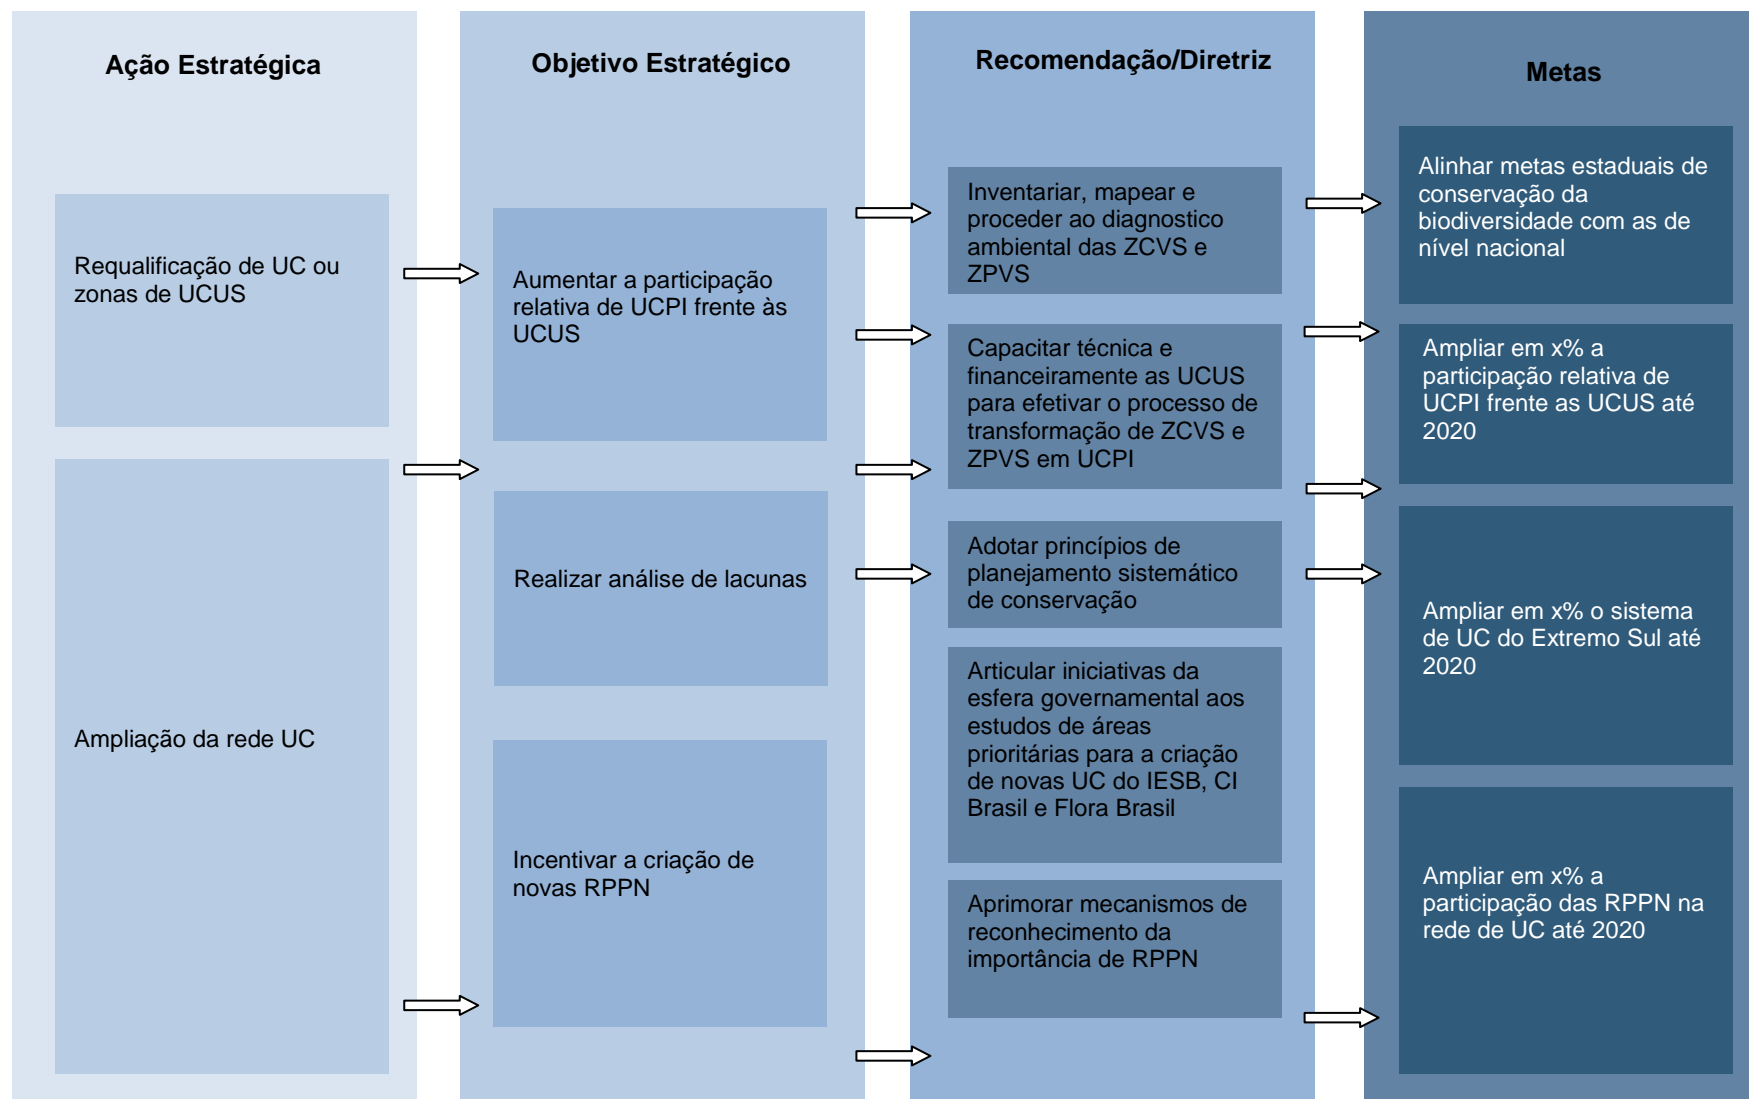 Ação Estratégica
Requalificação de UC ou
zonas de UCUS
Ampliação da rede UC
Objetivo Estratégico
Aumentar a participação
relativa de UCPI frente às
UCUS
Realizar análise de lacunas
Incentivar a criação de
novas RPPN
Recomendação/Diretriz
Inventariar, mapear e
proceder ao diagnostico
ambiental das ZCVS e
ZPVS
Capacitar técnica e
financeiramente as UCUS
para efetivar o processo de
transformação de ZCVS e
ZPVS em UCPI
Adotar princípios de
planejamento sistemático
de conservação
Articular iniciativas da
esfera governamental aos
estudos de áreas
prioritárias para a criação
de novas UC do IESB, CI
Brasil e Flora Brasil
Aprimorar mecanismos de
reconhecimento da
importância de RPPN
Metas
Alinhar metas estaduais de
conservação da
biodiversidade com as de
nível nacional
Ampliar em x% a
participação relativa de
UCPI frente as UCUS até
2020
Ampliar em x% o sistema
de UC do Extremo Sul até
2020
Ampliar em x% a
participação das RPPN na
rede de UC até 2020